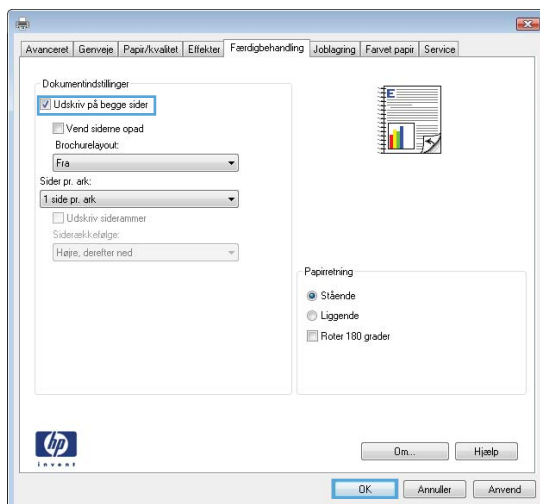 Avanceret Genveje Papir/kvalitet Effekter Færdigbehandling Joblagring Farvet papir Service
Dokumentindstillinger
Udskriv på begge sider
Vend siderne opad
Brochurelayout:
Fra
Sider pr. ark:
1 side pr. ark
Udskriv siderammer
Siderækkefølge:
Højre, derefter ned
E
Papirretning
Stående
Liggende
Roter 180 grader
hp
invent
Om... Hjælp
OK Annuller Anvend